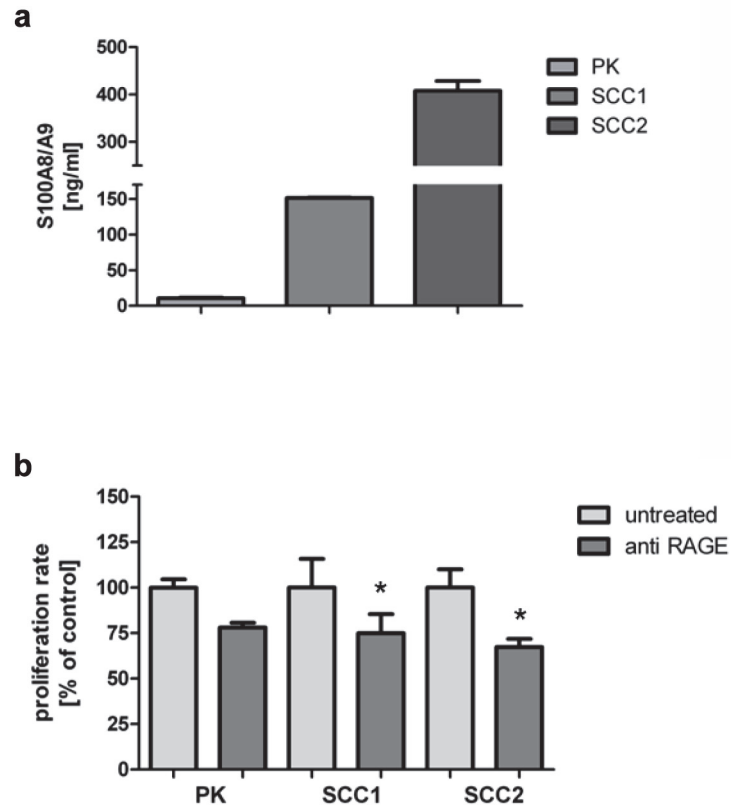 a
S100A8/A9
[ng/ml]
500
400
300
150
100
50
0
PK
SCC1
SCC2
b
proliferation rate
[% of control]
150
125
100
75
50
25
0
*
*
PK
SCC1
SCC2
untreated
anti RAGE